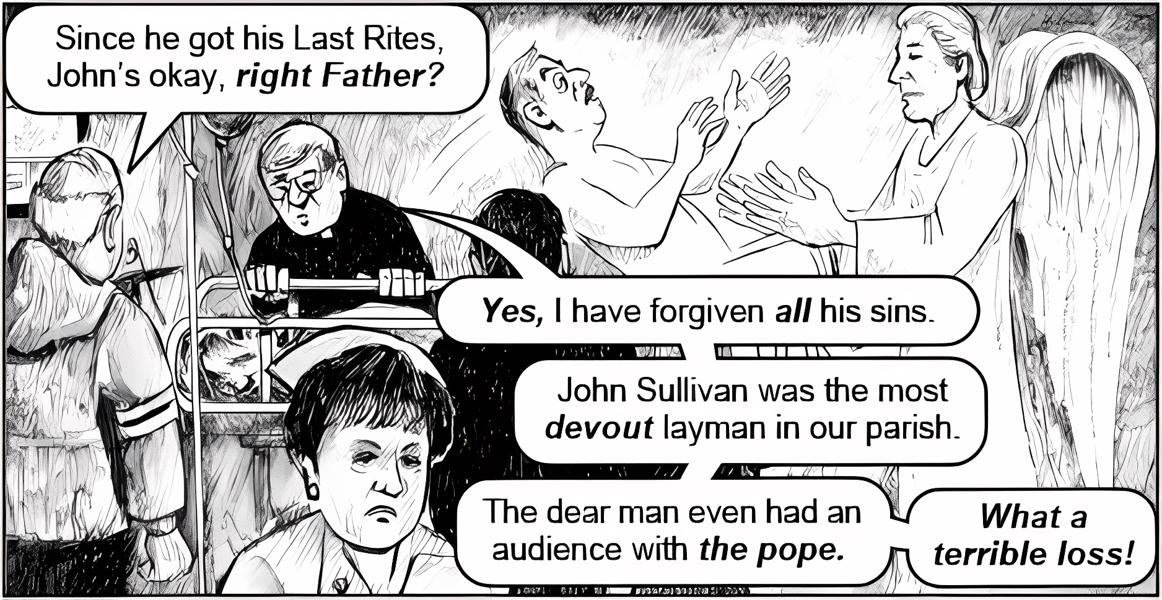 Since he got his Last Rites,
John's okay, right Father?
Yes, I have forgiven all his sins.
John Sullivan was the most
devout layman in our parish.
The dear man even had an
audience with the pope.
What a
terrible loss!